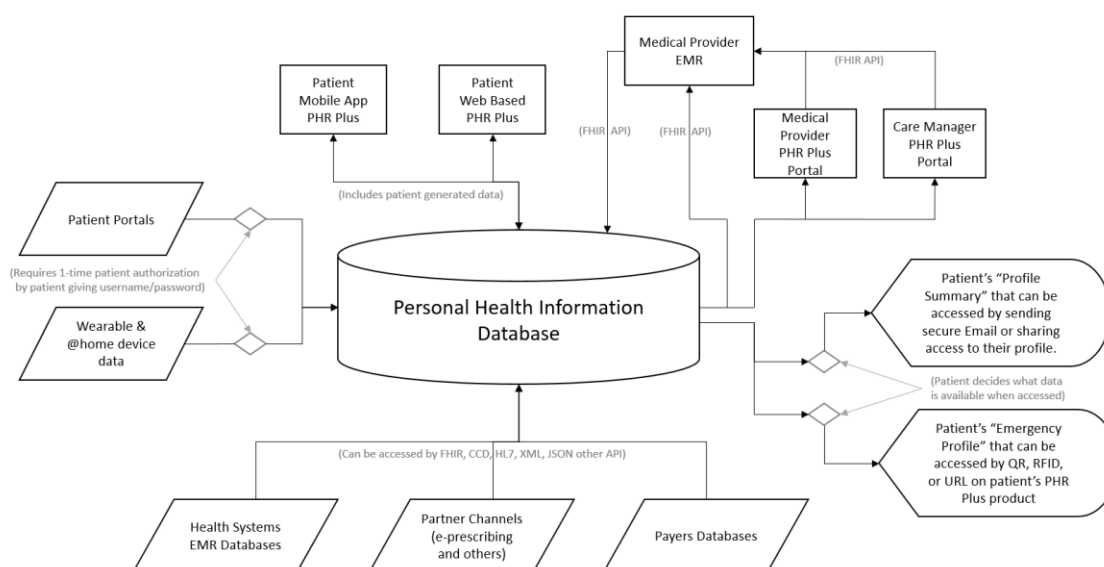 Medical Provider
EMR
(FHIR API)
Patient
Mobile App
PHR Plus
Patient
Web Based
PHR Plus
(FHIR API)
(FHIR API)
Medical
Provider
PHR Plus
Portal
Care Manager
PHR Plus
Portal
(Includes patient generated data)
Patient Portals
(Requires 1-time patient authorization
by patient giving username/password)
Wearable &
@home device
data
Personal Health Information
Database
Patient's “Profile
Summary” that can be
accessed by sending
secure Email or sharing
access to their profile.
(Patient decides what data
is available when accessed)
Patient's “Emergency
Profile” that can be
accessed by QR, RFID,
or URL on patient's PHR
Plus product
(Can be accessed by FHIR, CCD, HL7, XML, JSON other API)
Health Systems
EMR Databases
Partner Channels
(e-prescribing
and others)
Payers Databases